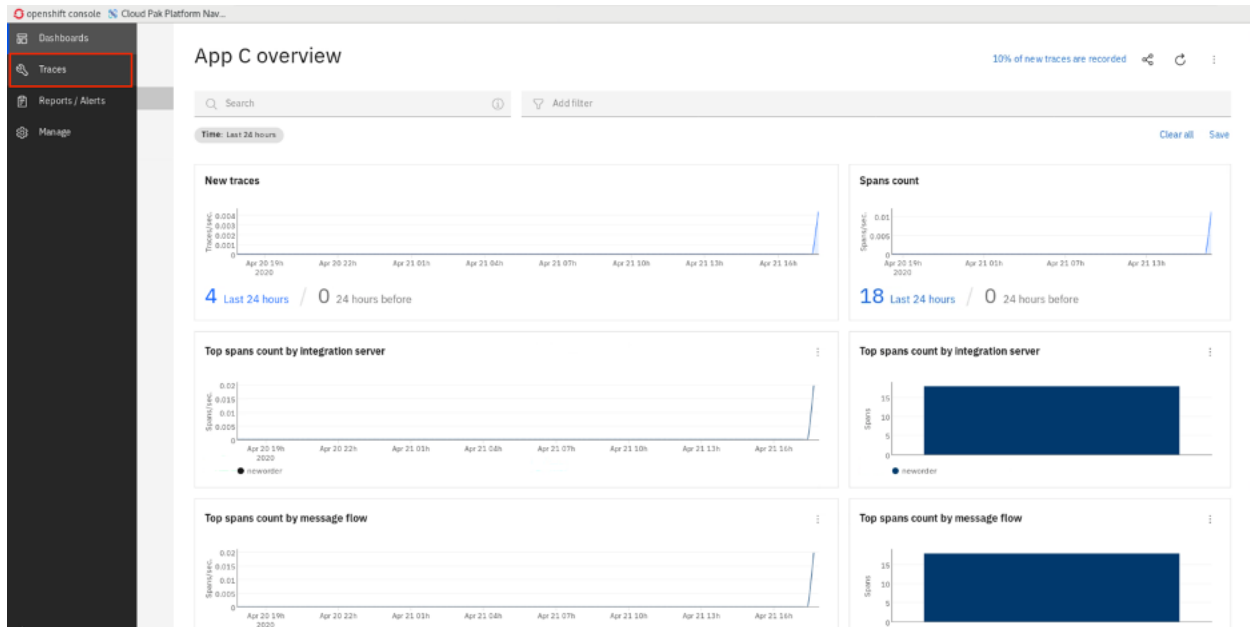 openshift console Cloud Pak Platform Nav...
Dashboards
Traces
Reports / Alerts
Manage
App C overview
10% of new traces are recorded
Search
Add filter
Time: Last 24 hours
Clear all Save
New traces
Traces/sec.
0.004
0.003
0.002
0.001
0
Apr 20 19h Apr 20 22h Apr 21 01h Apr 21 04h Apr 21 07h Apr 21 10h Apr 21 13h Apr 21 16h
2020
4 Last 24 hours / 0 24 hours before
Spans count
Spans/sec.
0.01
0.005
0
Apr 20 19h Apr 21 01h Apr 21 07h Apr 21 13h
2020
18 Last 24 hours / 0 24 hours before
Top spans count by integration server
Spans/sec.
0.02
0.015
0.01
0.005
0
Apr 20 19h Apr 20 22h Apr 21 01h Apr 21 04h Apr 21 07h Apr 21 10h Apr 21 13h Apr 21 16h
2020
neworder
Top spans count by integration server
Spans
15
10
5
0
neworder
Top spans count by message flow
Spans/sec.
0.02
0.015
0.01
0.005
0
Apr 20 19h Apr 20 22h Apr 21 01h Apr 21 04h Apr 21 07h Apr 21 10h Apr 21 13h Apr 21 16h
2020
Top spans count by message flow
Spans
15
10
5
0